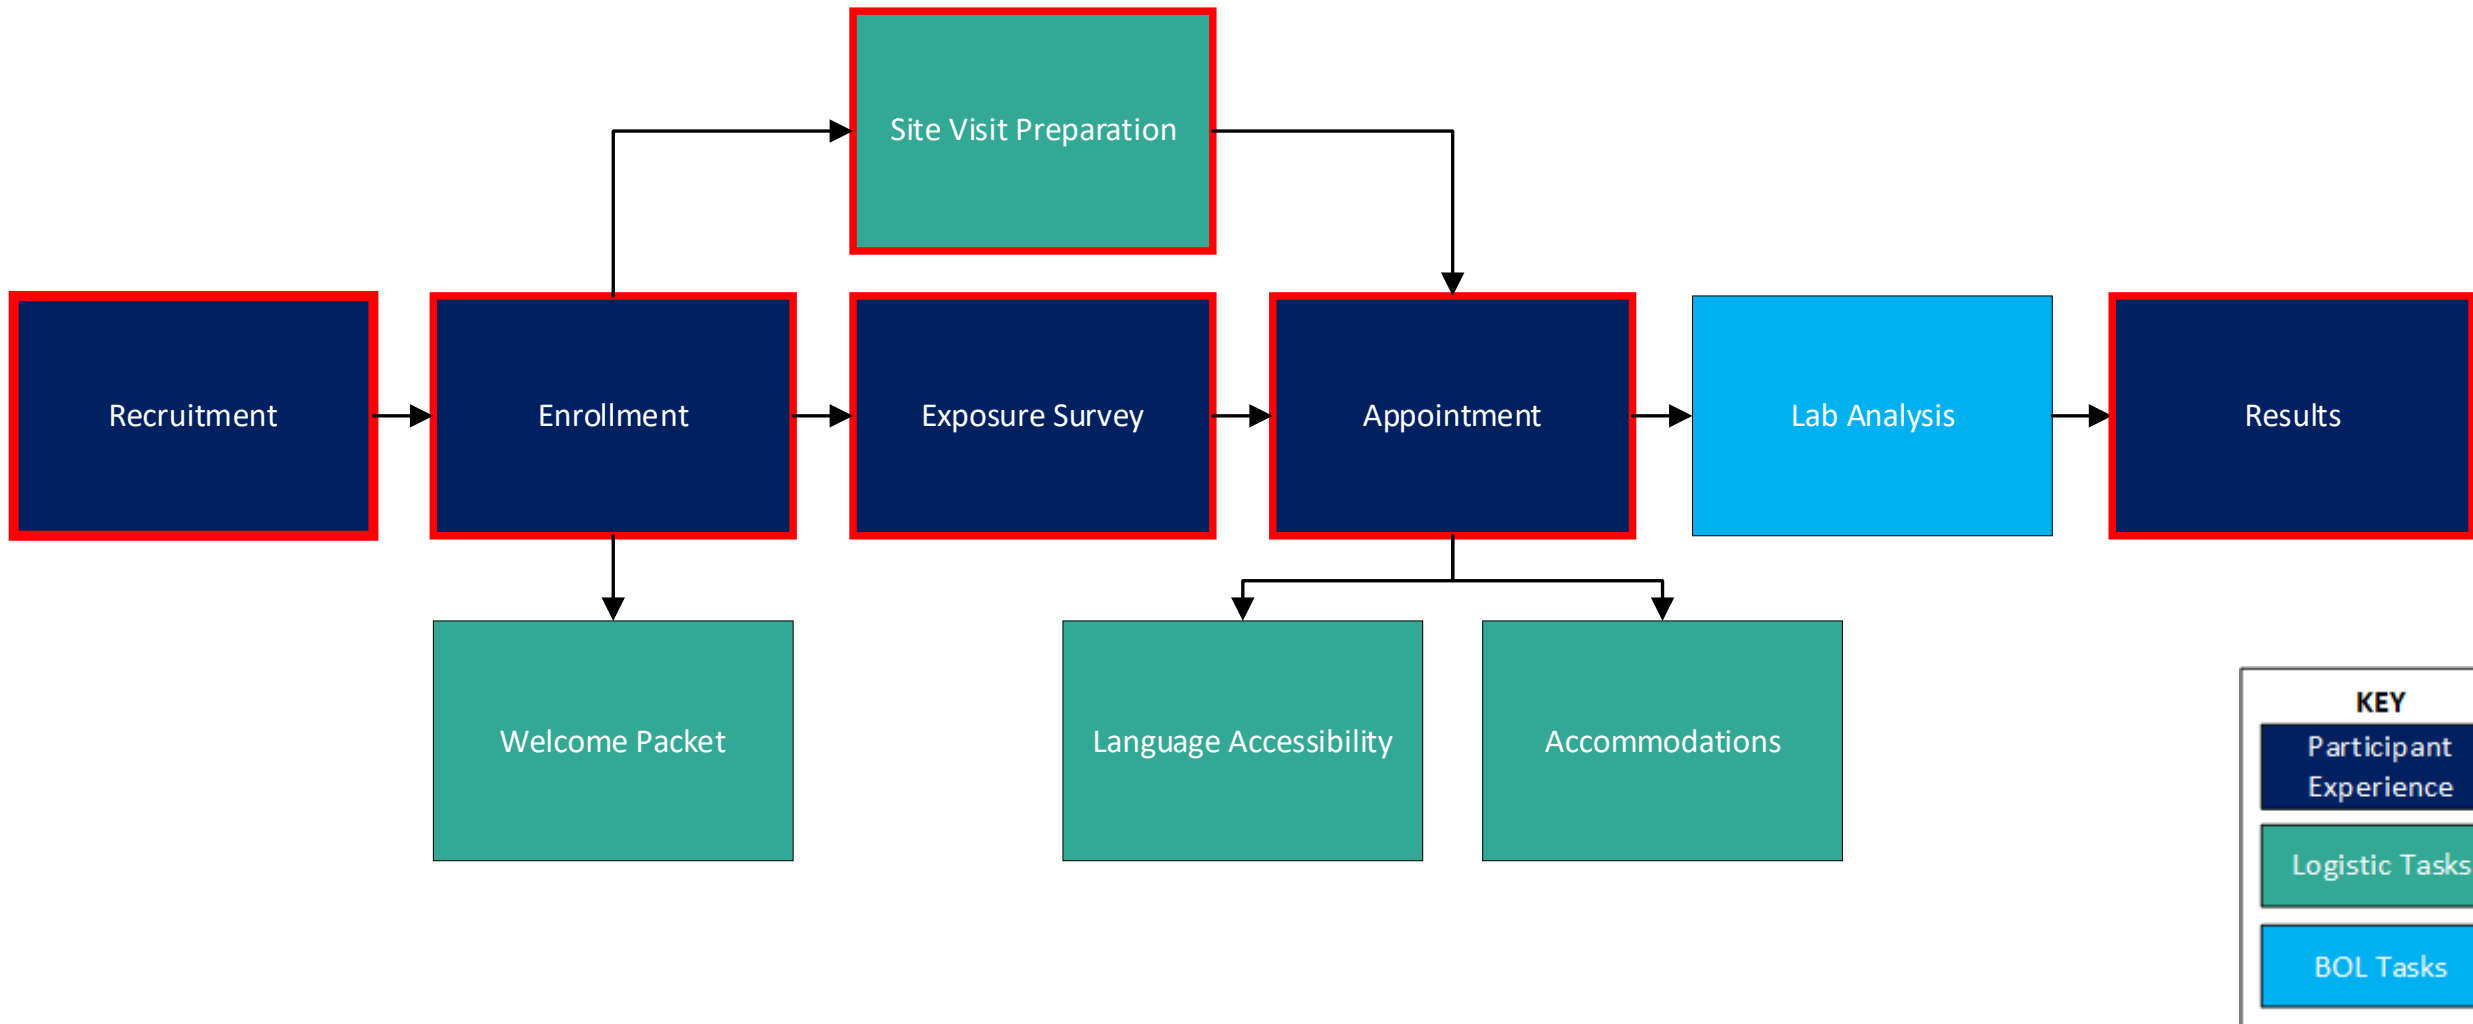 Site Visit Preparation
Recruitment
Enrollment
Exposure Survey
Appointment
Lab Analysis
Results
Welcome Packet
Language Accessibility
Accommodations
KEY
Participant
Experience
Logistic Tasks
BOL Tasks